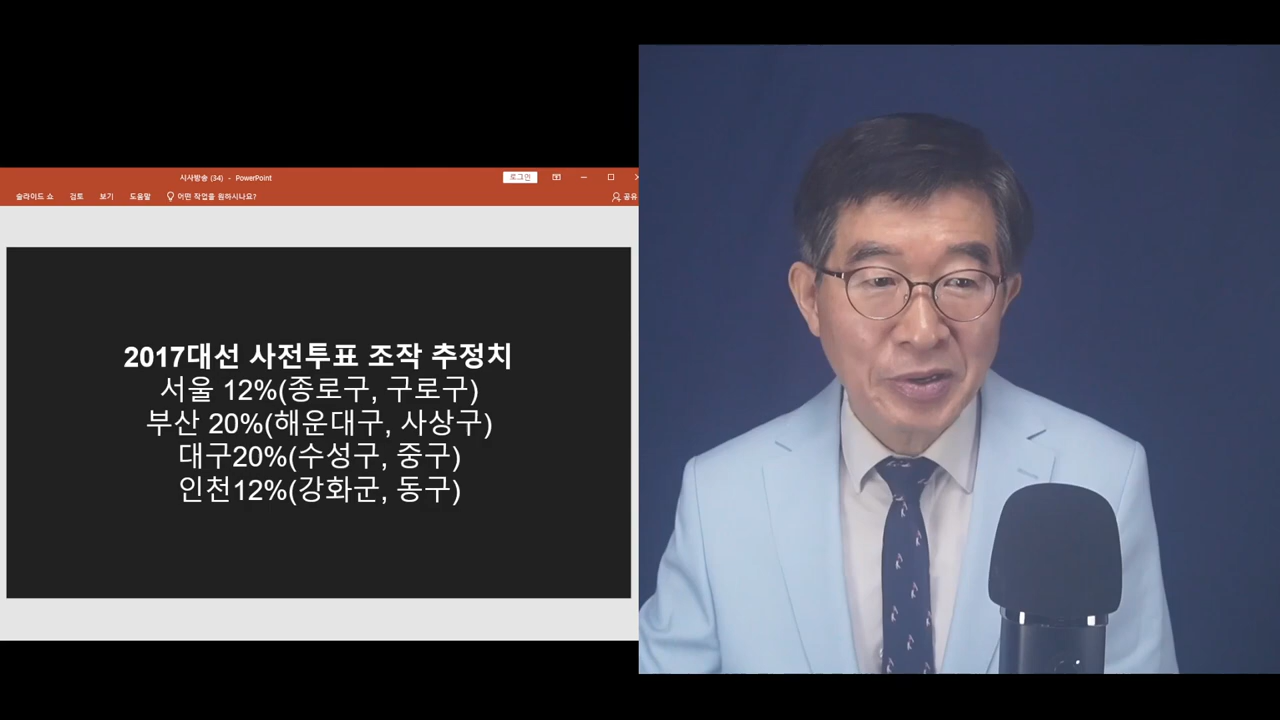 시사방송 (34) - PowerPoint
로그인
슬라이드 쇼 검토 보기 도움말 어떤 작업을 원하시나요? 공유
2017대선 사전투표 조작 추정치
서울 12%(종로구, 구로구)
부산 20%(해운대구, 사상구)
대구20%(수성구, 중구)
인천12%(강화군, 동구)